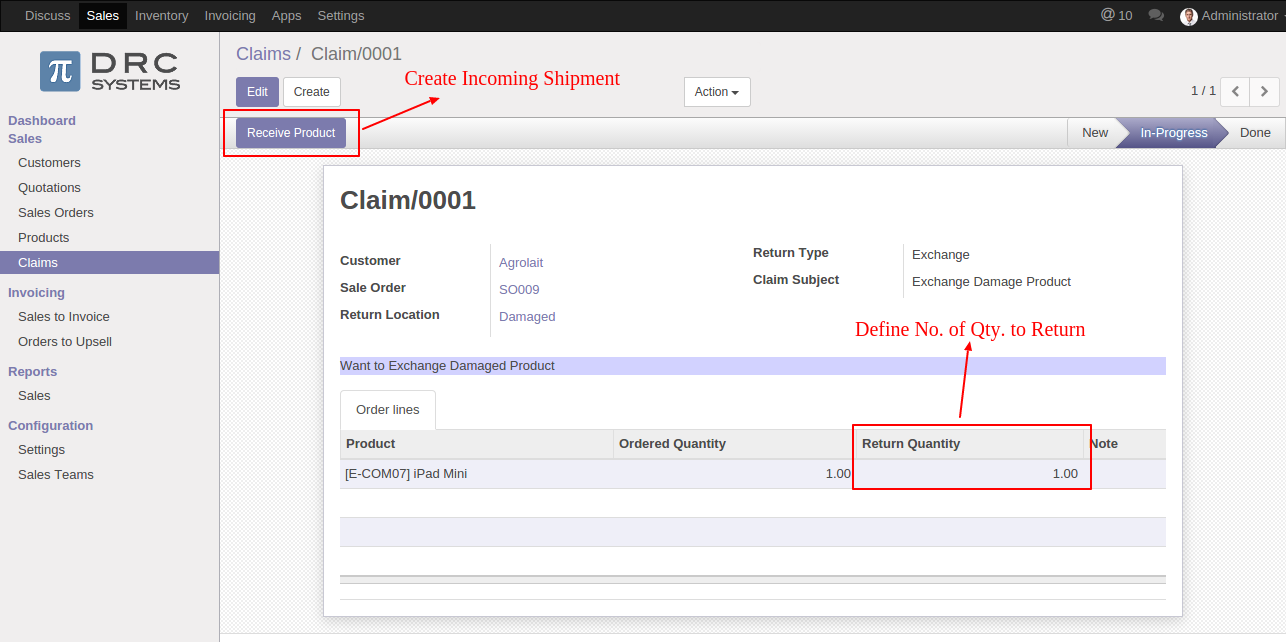 Discuss Sales Inventory Invoicing Apps Settings @ 10 Administrator
π DRC
SYSTEMS
Dashboard
Sales
Customers
Quotations
Sales Orders
Products
Claims
Invoicing
Sales to Invoice
Orders to Upsell
Reports
Sales
Configuration
Settings
Sales Teams
Claims / Claim/0001
Create Incoming Shipment
Edit Create Action 1 / 1
Receive Product New In-Progress Done
Claim/0001
Customer Agrolait
Sale Order SO009
Return Location Damaged
Return Type Exchange
Claim Subject Exchange Damage Product
Define No. of Qty. to Return
Want to Exchange Damaged Product
Order lines
Product Ordered Quantity Return Quantity Note
[E-COM07] iPad Mini 1.00 1.00